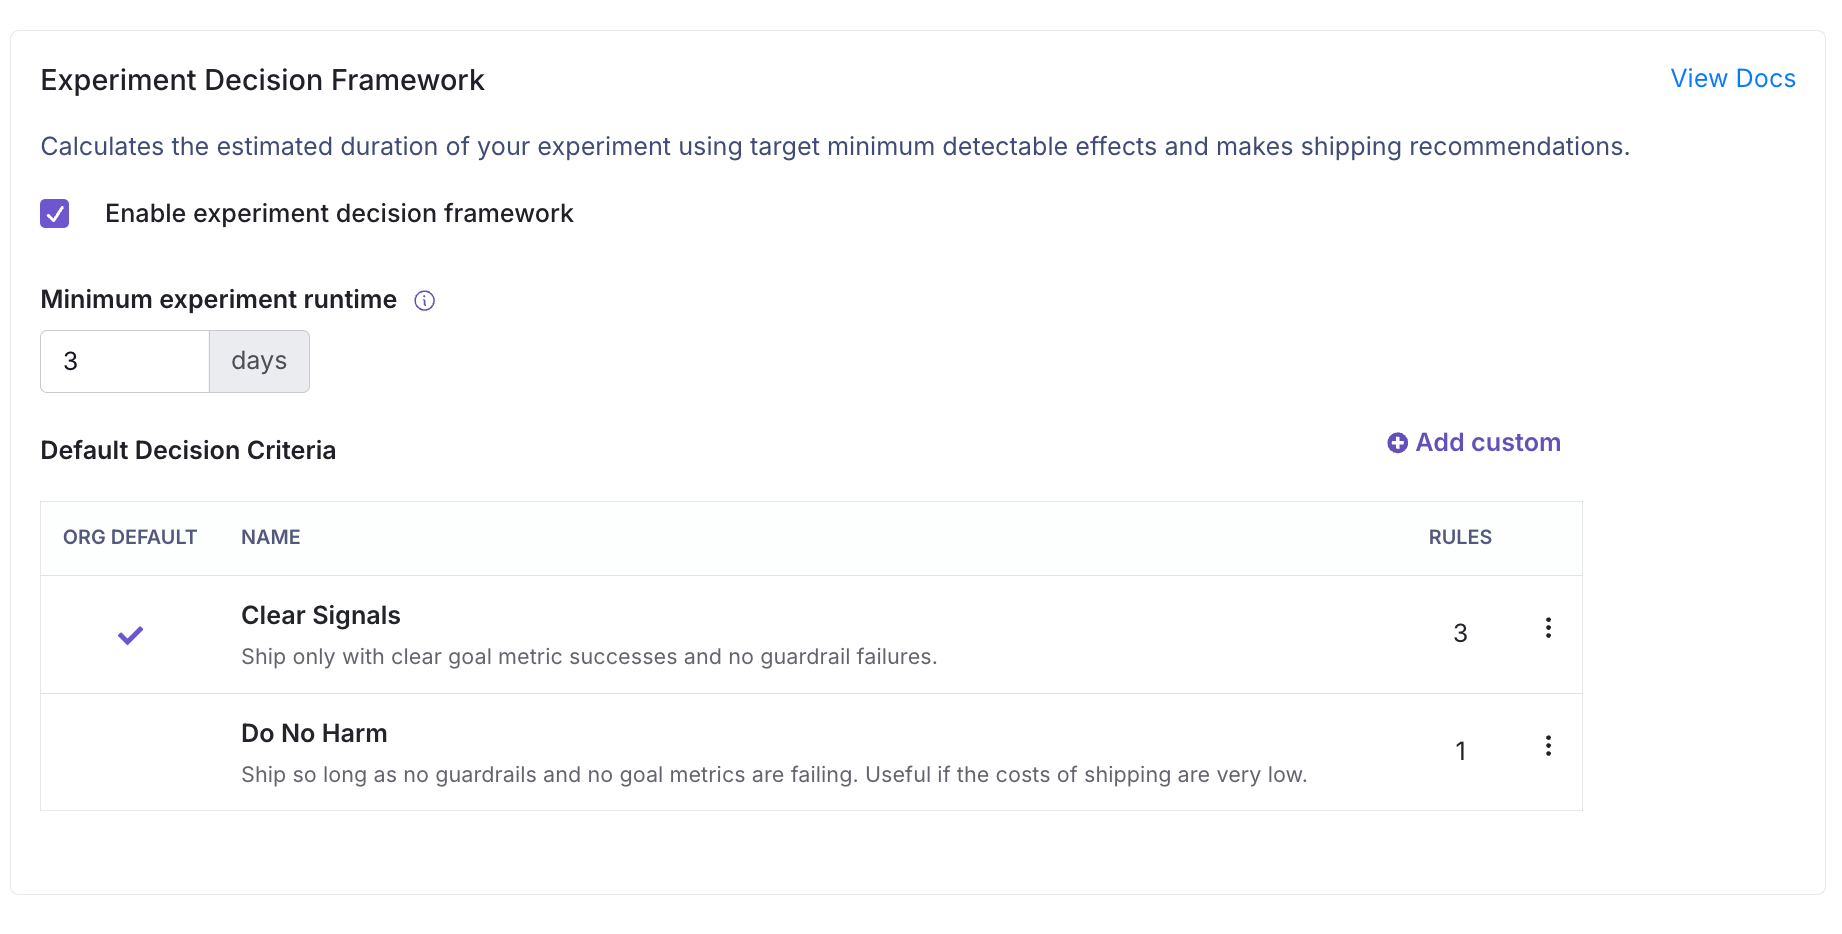 Experiment Decision Framework
View Docs
Calculates the estimated duration of your experiment using target minimum detectable effects and makes shipping recommendations.
Enable experiment decision framework
Minimum experiment runtime
3 days
Default Decision Criteria
Add custom
ORG DEFAULT NAME RULES
Clear Signals
Ship only with clear goal metric successes and no guardrail failures.
3
Do No Harm
Ship so long as no guardrails and no goal metrics are failing. Useful if the costs of shipping are very low.
1